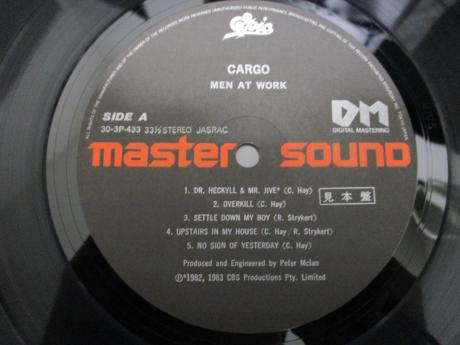 Epic
CARGO
MEN AT WORK
SIDE A
30·3P-433 33⅓ STEREO JASRAC
DM
DIGITAL MASTERING
master sound
1. DR. HECKYLL & MR. JIVE* (C. Hay)
2. OVERKILL (C. Hay)
3. SETTLE DOWN MY BOY (R. Strykert)
4. UPSTAIRS IN MY HOUSE (C. Hay/R. Strykert)
5. NO SIGN OF YESTERDAY (C. Hay)
見本盤
Produced and Engineered by Peter McIan
℗*1982, 1983 CBS Productions Pty. Limited